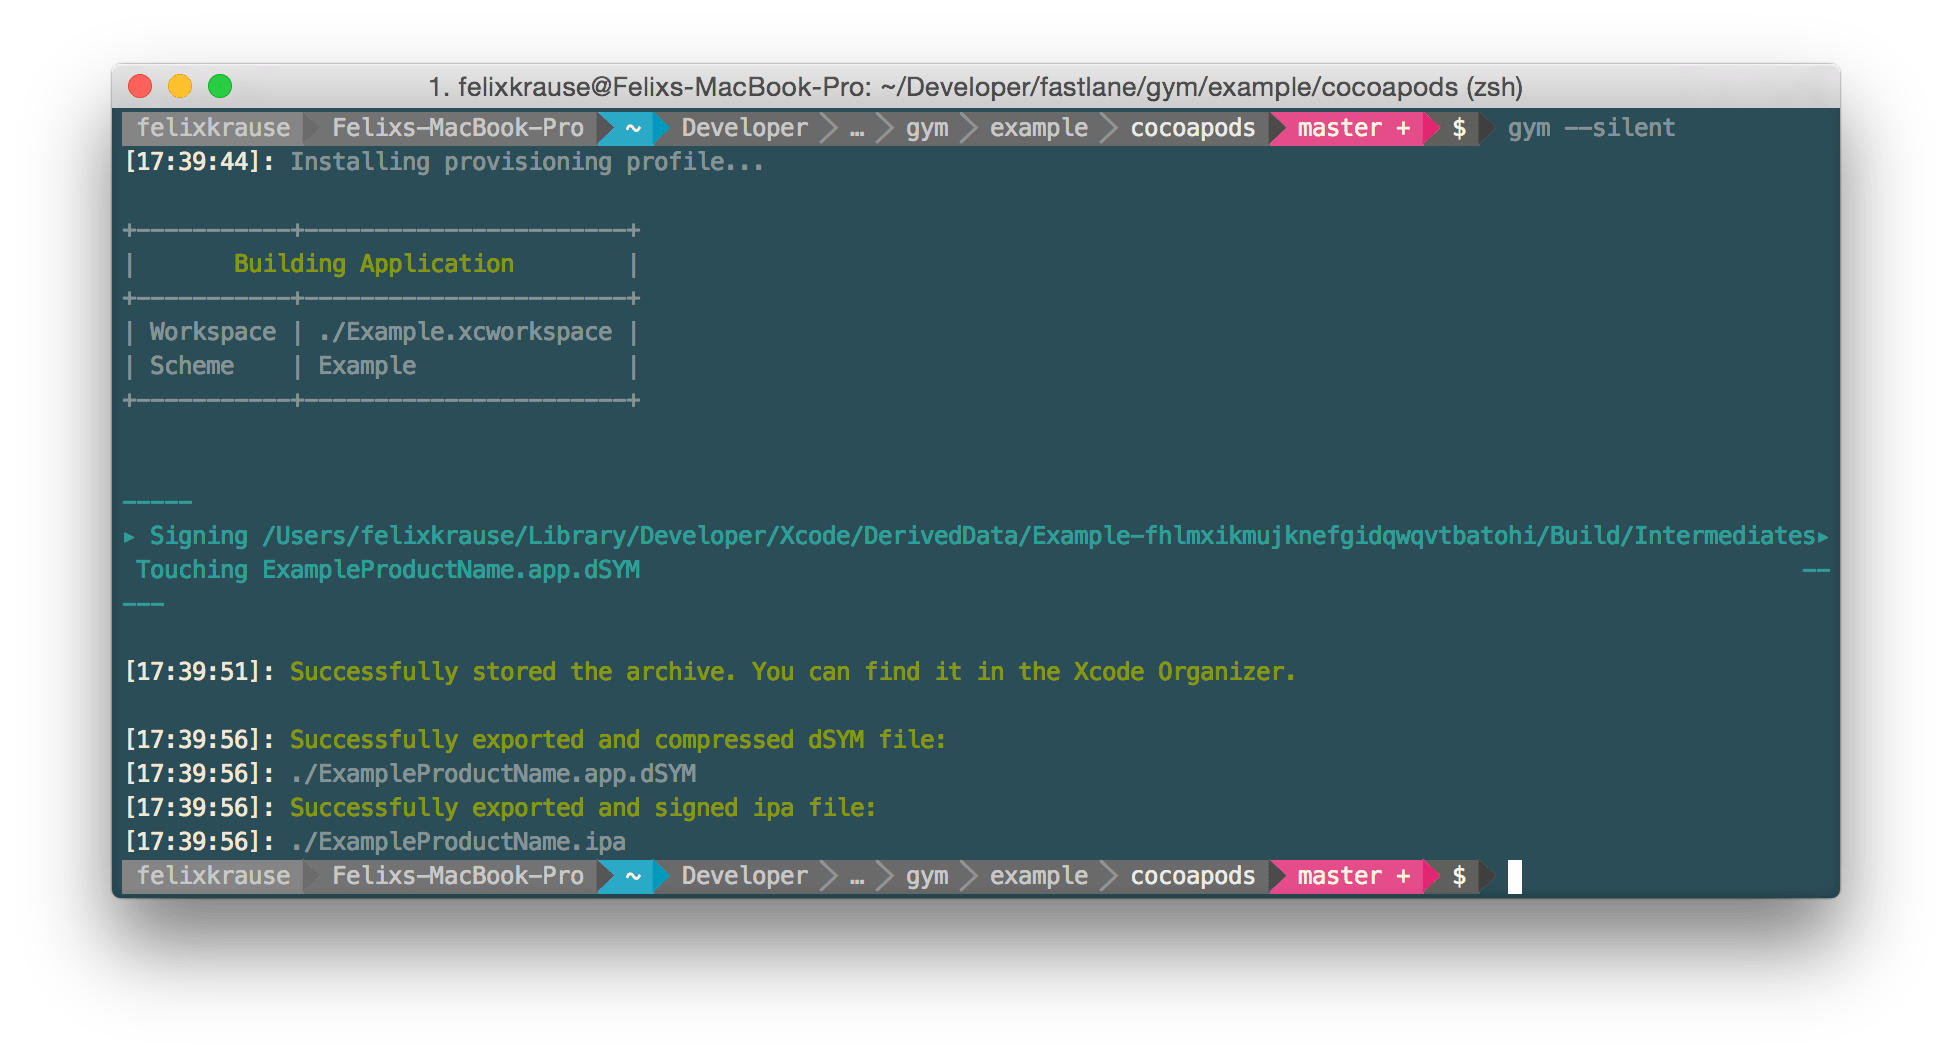 1. felixkrause@Felixs-MacBook-Pro: ~/Developer/fastlane/gym/example/cocoapods (zsh)
felixkrause Felixs-MacBook-Pro ~ Developer … gym example cocoapods master + $ gym --silent
[17:39:44]: Installing provisioning profile...
+-----------+-----------------------+
| Building Application |
+-----------+-----------------------+
| Workspace | ./Example.xcworkspace |
| Scheme | Example |
+-----------+-----------------------+
-----
▸ Signing /Users/felixkrause/Library/Developer/Xcode/DerivedData/Example-fhlmxikmujknefgidqwqvtbatohi/Build/Intermediates▸
Touching ExampleProductName.app.dSYM --
---
[17:39:51]: Successfully stored the archive. You can find it in the Xcode Organizer.
[17:39:56]: Successfully exported and compressed dSYM file:
[17:39:56]: ./ExampleProductName.app.dSYM
[17:39:56]: Successfully exported and signed ipa file:
[17:39:56]: ./ExampleProductName.ipa
felixkrause Felixs-MacBook-Pro ~ Developer … gym example cocoapods master + $